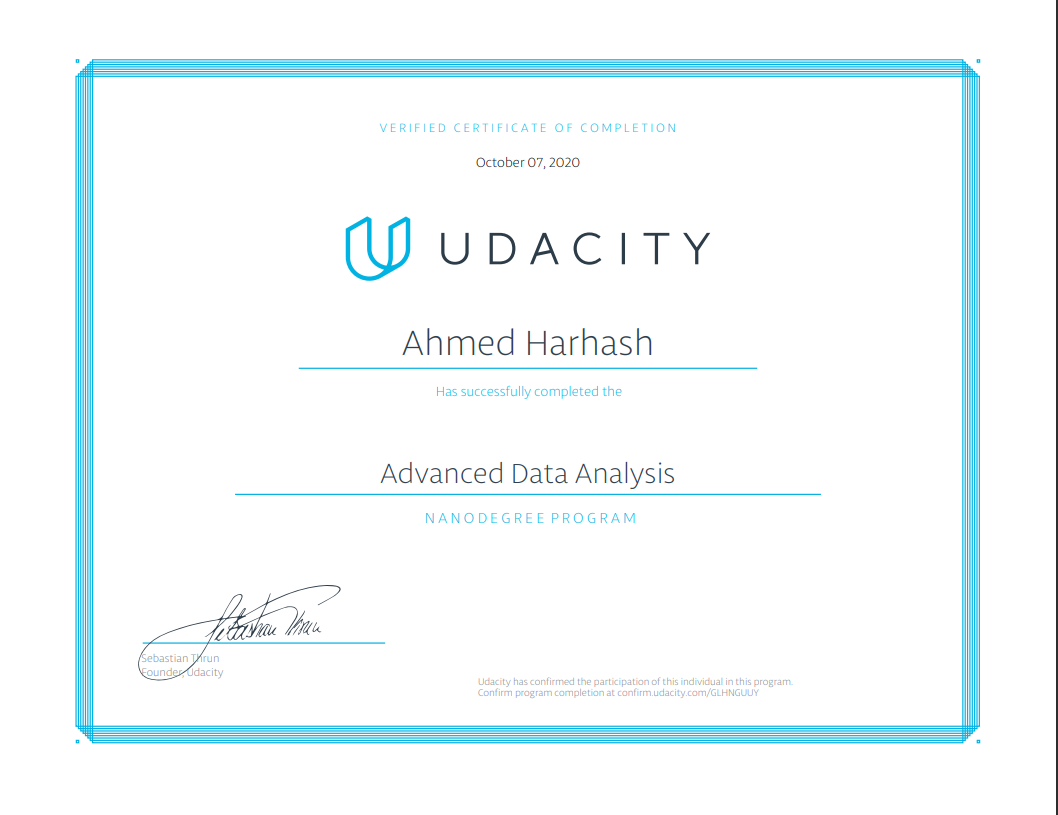 VERIFIED CERTIFICATE OF COMPLETION
October 07, 2020
UDACITY
Ahmed Harhash
Has successfully completed the
Advanced Data Analysis
NANODEGREE PROGRAM
Sebastian Thrun
Sebastian Thrun
Founder, Udacity
Udacity has confirmed the participation of this individual in this program.
Confirm program completion at confirm.udacity.com/GLHNGUUY